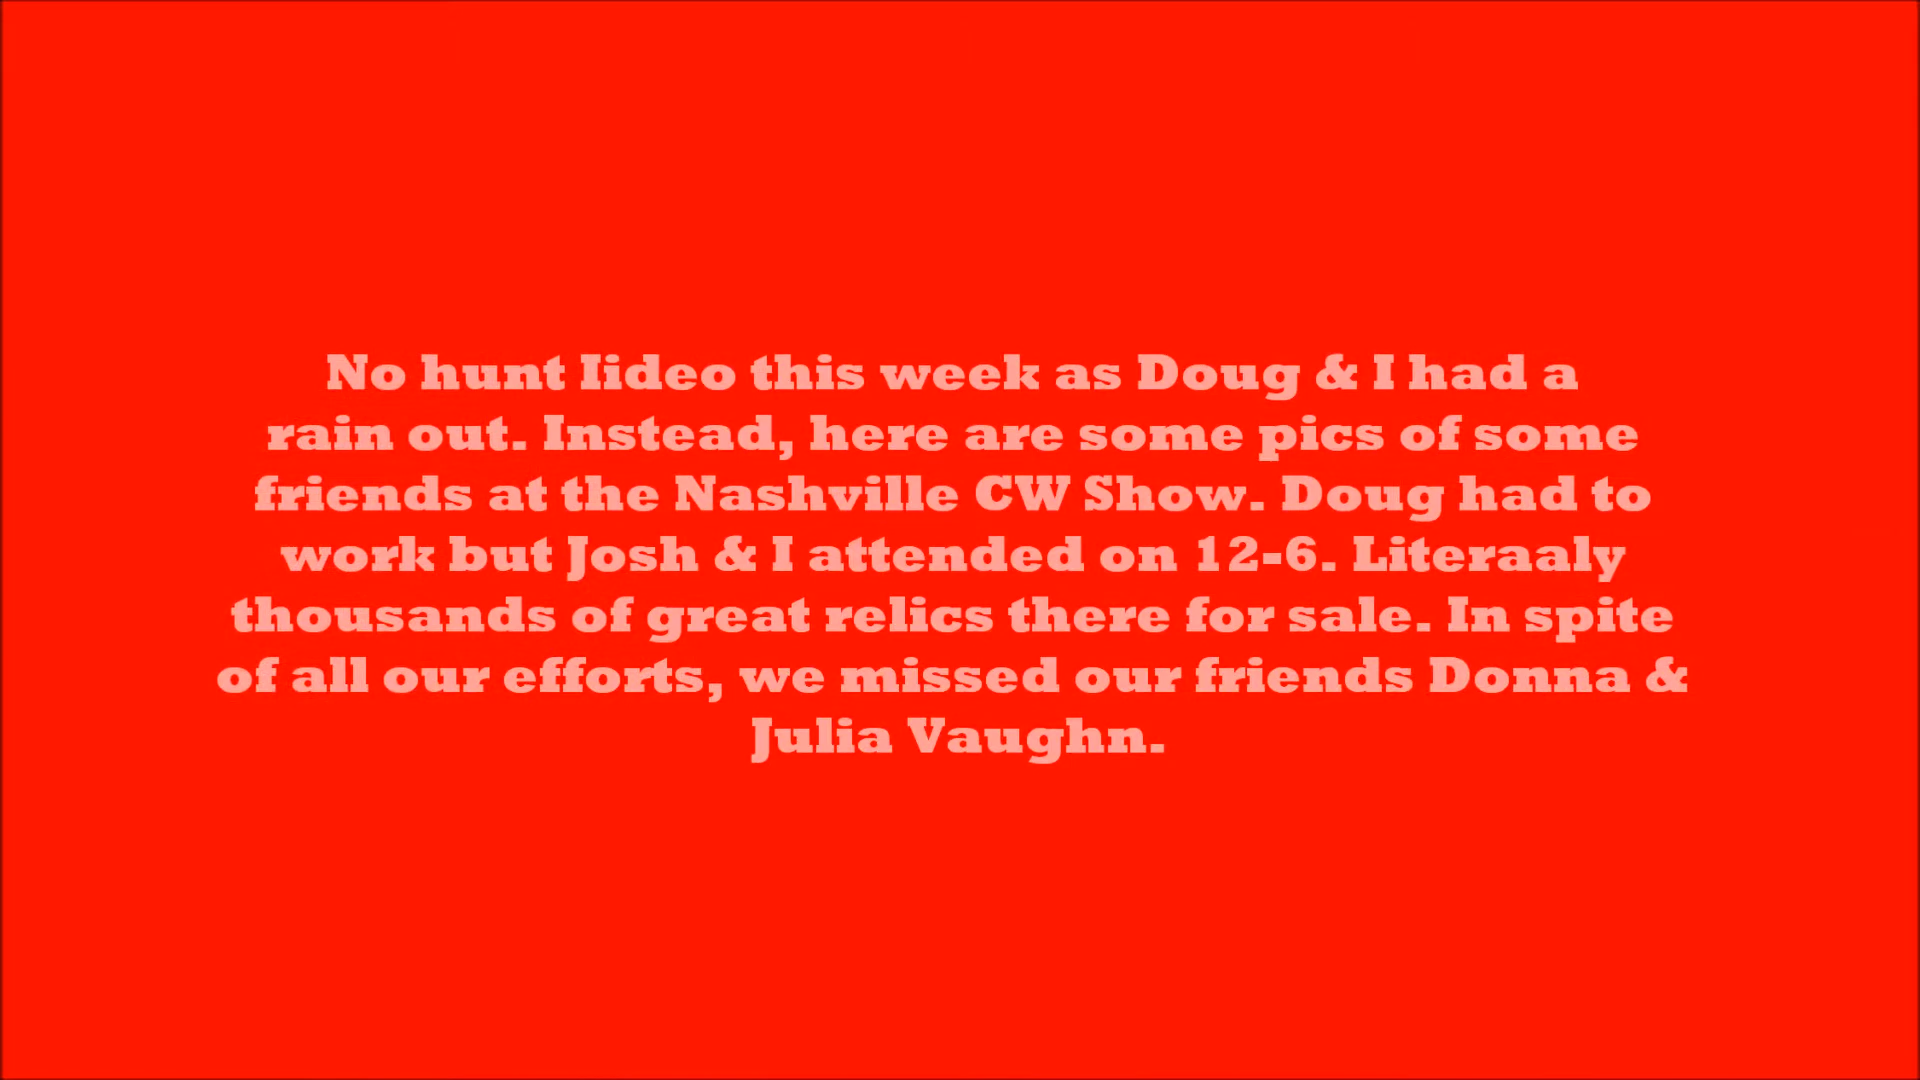 No hunt Iideo this week as Doug & I had a
rain out. Instead, here are some pics of some
friends at the Nashville CW Show. Doug had to
work but Josh & I attended on 12-6. Literaaly
thousands of great relics there for sale. In spite
of all our efforts, we missed our friends Donna &
Julia Vaughn.